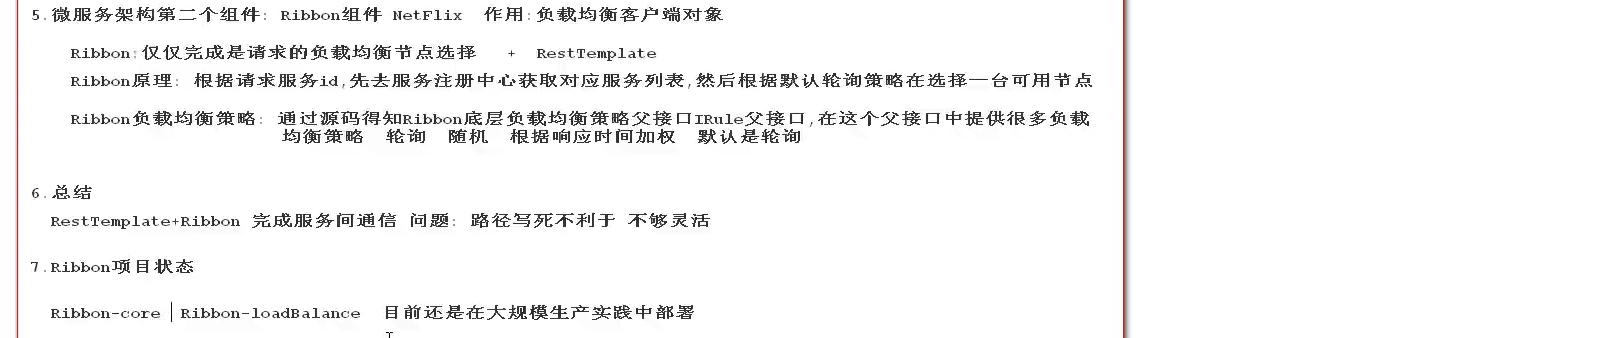 5.微服务架构第二个组件: Ribbon组件 NetFlix 作用:负载均衡客户端对象
Ribbon:仅仅完成是请求的负载均衡节点选择 + RestTemplate
Ribbon原理: 根据请求服务id,先去服务注册中心获取对应服务列表,然后根据默认轮询策略在选择一台可用节点
Ribbon负载均衡策略: 通过源码得知Ribbon底层负载均衡策略父接口IRule父接口,在这个父接口中提供很多负载
均衡策略 轮询 随机 根据响应时间加权 默认是轮询
6.总结
RestTemplate+Ribbon 完成服务间通信 问题: 路径写死不利于 不够灵活
7.Ribbon项目状态
Ribbon-core Ribbon-loadBalance 目前还是在大规模生产实践中部署